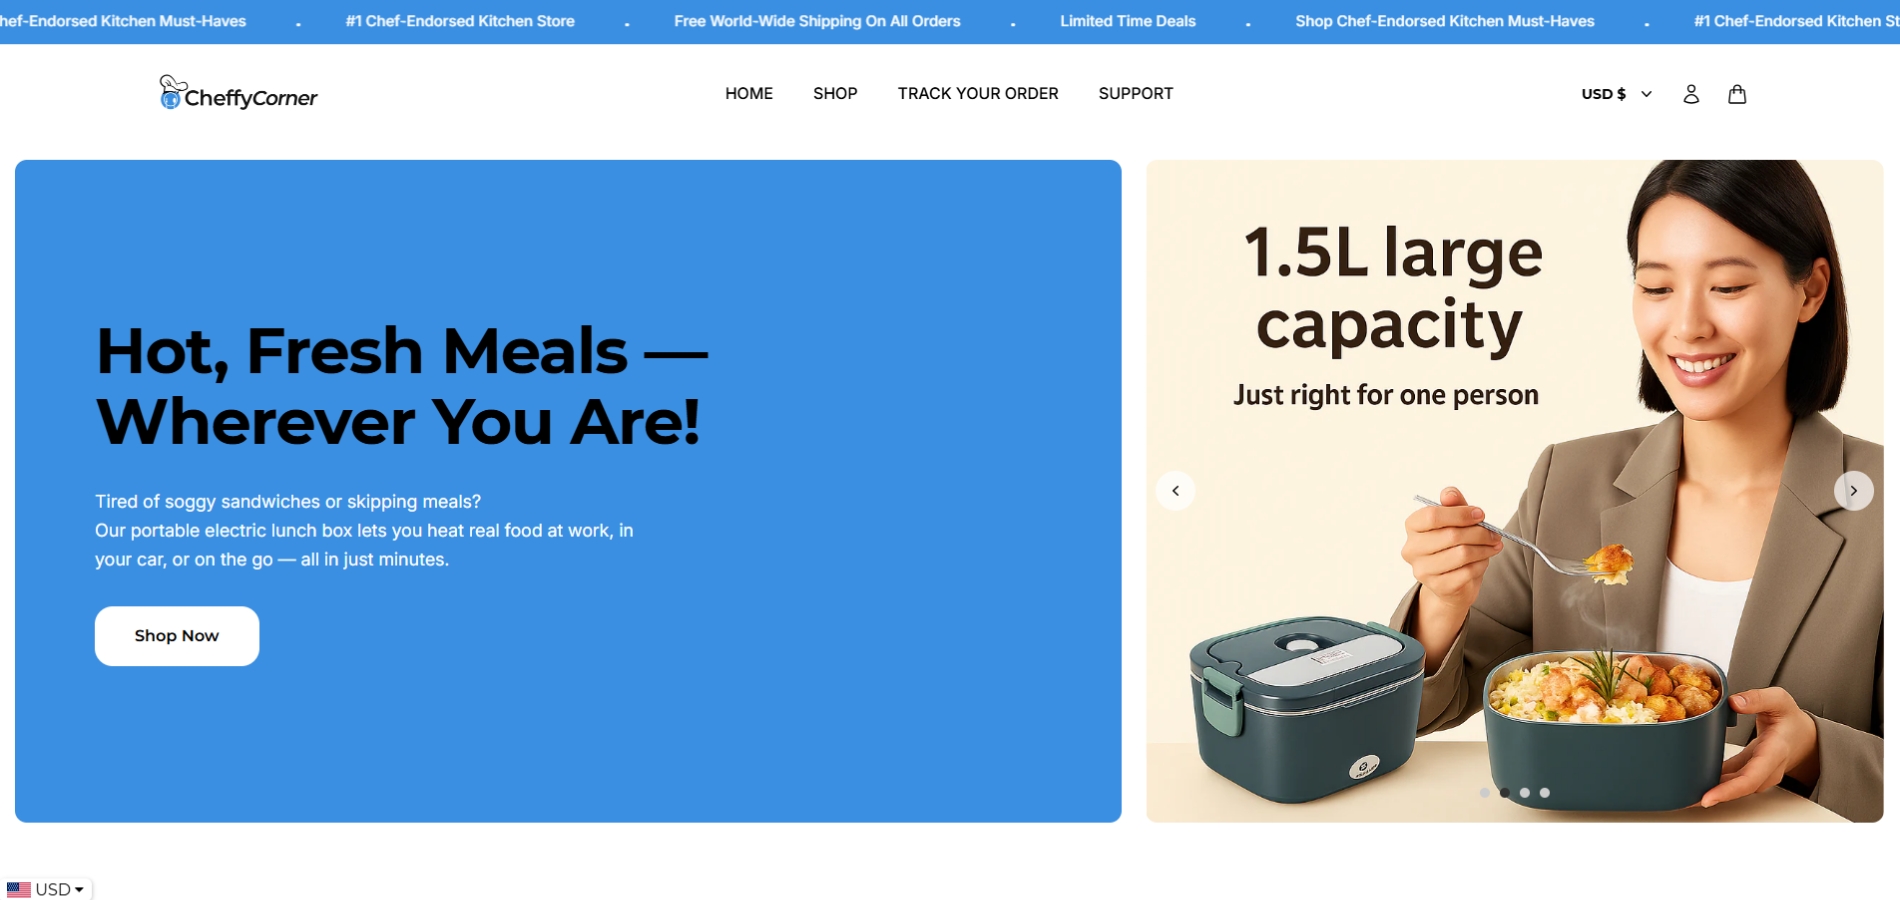 Chef-Endorsed Kitchen Must-Haves . #1 Chef-Endorsed Kitchen Store . Free World-Wide Shipping On All Orders . Limited Time Deals . Shop Chef-Endorsed Kitchen Must-Haves . #1 Chef-Endorsed Kitchen
CheffyCorner
HOME SHOP TRACK YOUR ORDER SUPPORT
USD $
Hot, Fresh Meals —
Wherever You Are!
Tired of soggy sandwiches or skipping meals?
Our portable electric lunch box lets you heat real food at work, in
your car, or on the go — all in just minutes.
Shop Now
1.5L large
capacity
Just right for one person
USD